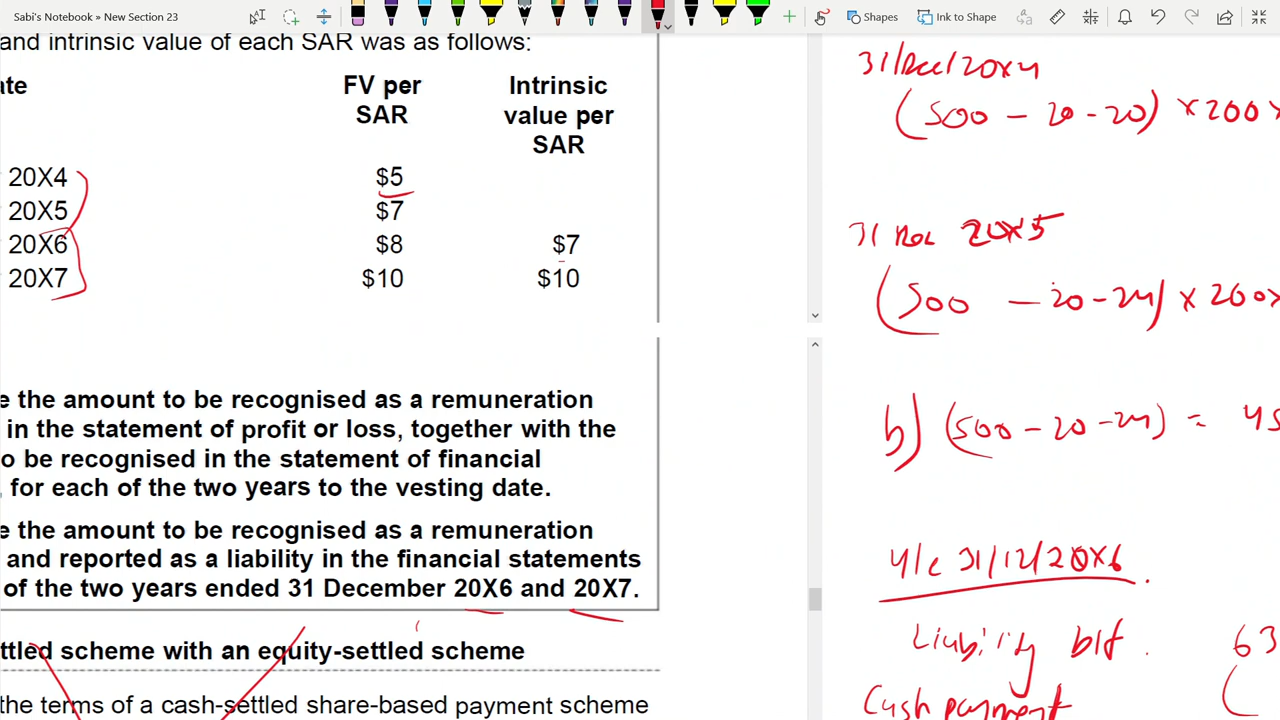 Sabi's Notebook » New Section 23
Shapes
Ink to Shape
and intrinsic value of each SAR was as follows:
ate FV per SAR Intrinsic value per SAR
20X4 $5
20X5 $7
20X6 $8 $7
20X7 $10 $10
e the amount to be recognised as a remuneration
in the statement of profit or loss, together with the
o be recognised in the statement of financial
, for each of the two years to the vesting date.
e the amount to be recognised as a remuneration
and reported as a liability in the financial statements
of the two years ended 31 December 20X6 and 20X7.
ttled scheme with an equity-settled scheme
the terms of a cash-settled share-based payment scheme
31/Dec/20X4
(500 - 20 - 20) × 200 ×
31 Dec 20X5
(500 - 20 - 24) × 200 ×
b) (500 - 20 - 24) = 45
31/12/20X6
Liability b/f 63
Cash payment (